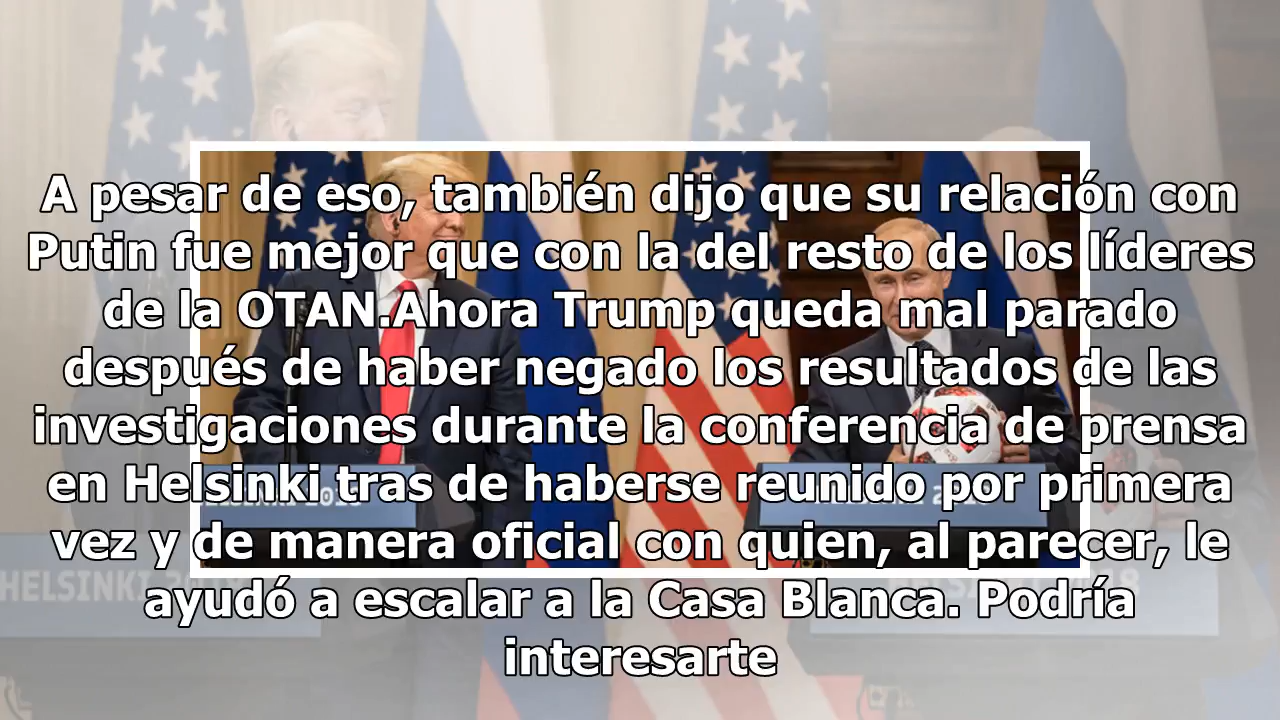 A pesar de eso, también dijo que su relación con
Putin fue mejor que con la del resto de los líderes
de la OTAN.Ahora Trump queda mal parado
después de haber negado los resultados de las
investigaciones durante la conferencia de prensa
en Helsinki tras de haberse reunido por primera
vez y de manera oficial con quien, al parecer, le
ayudó a escalar a la Casa Blanca. Podría
interesarte
HELSINKI 2018